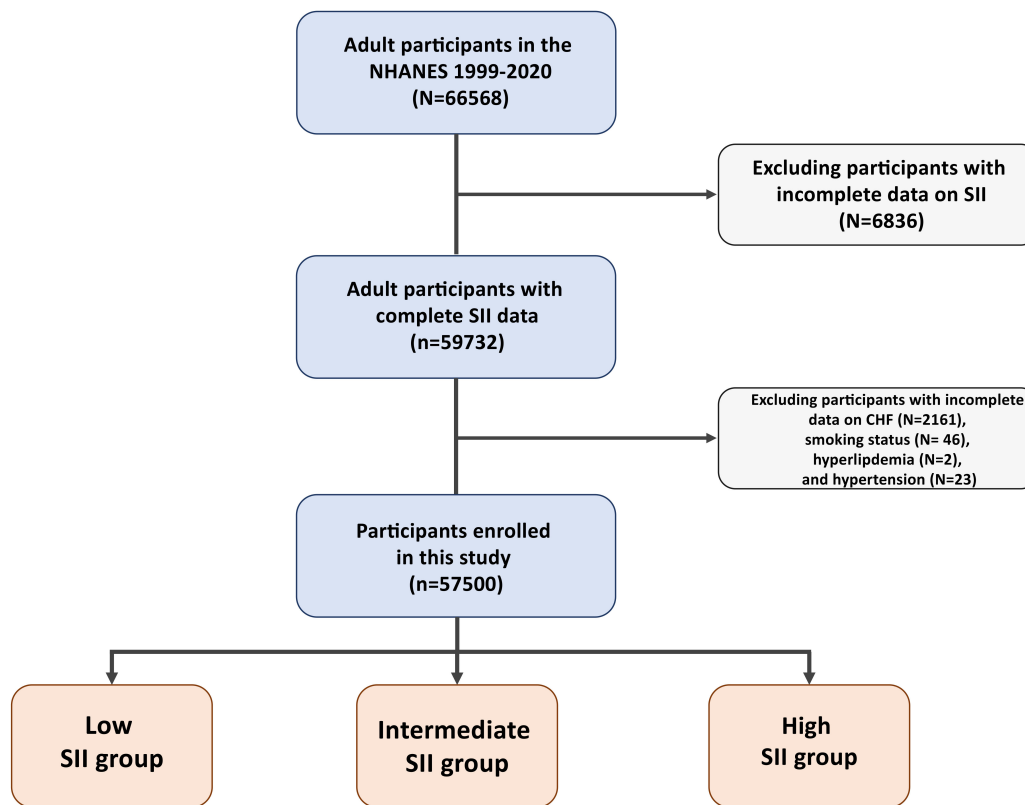 Adult participants in the
NHANES 1999-2020
(N=66568)
Excluding participants with
incomplete data on SII
(N=6836)
Adult participants with
complete SII data
(n=59732)
Excluding participants with incomplete
data on CHF (N=2161),
smoking status (N= 46),
hyperlipdemia (N=2),
and hypertension (N=23)
Participants enrolled
in this study
(n=57500)
Low
SII group
Intermediate
SII group
High
SII group